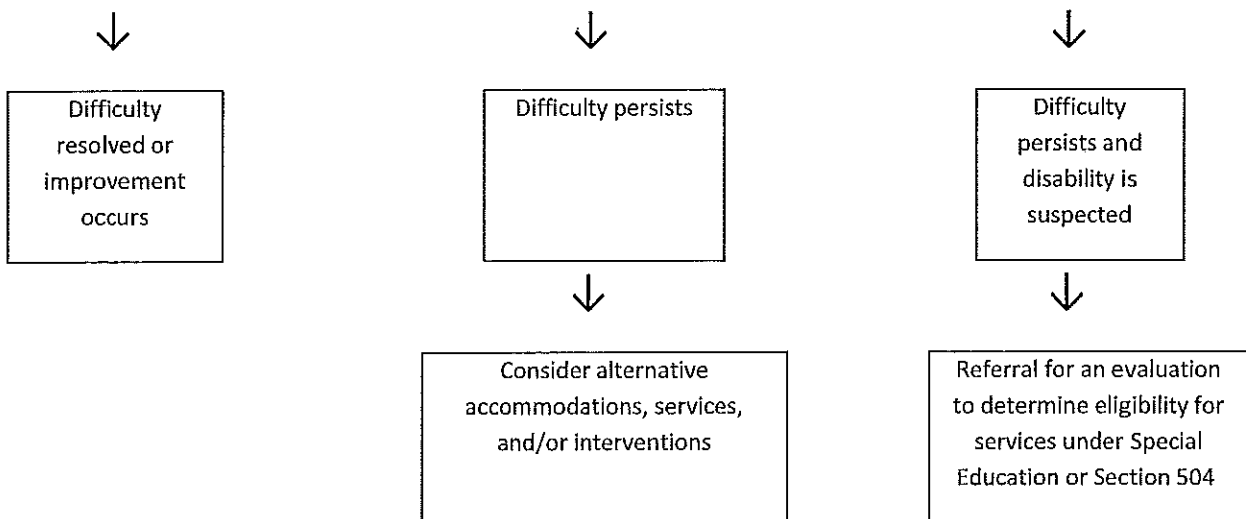 Difficulty
resolved or
improvement
occurs
Difficulty persists
Difficulty
persists and
disability is
suspected
Consider alternative
accommodations, services,
and/or interventions
Referral for an evaluation
to determine eligibility for
services under Special
Education or Section 504